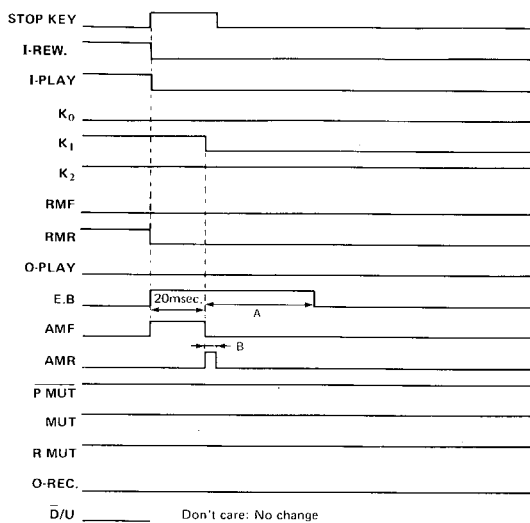 STOP KEY
I-REW.
I-PLAY
K0
K1
K2
RMF
RMR
O-PLAY
E.B
20msec.
A
AMF
B
AMR
P MUT
MUT
R MUT
O-REC.
D/U Don't care: No change